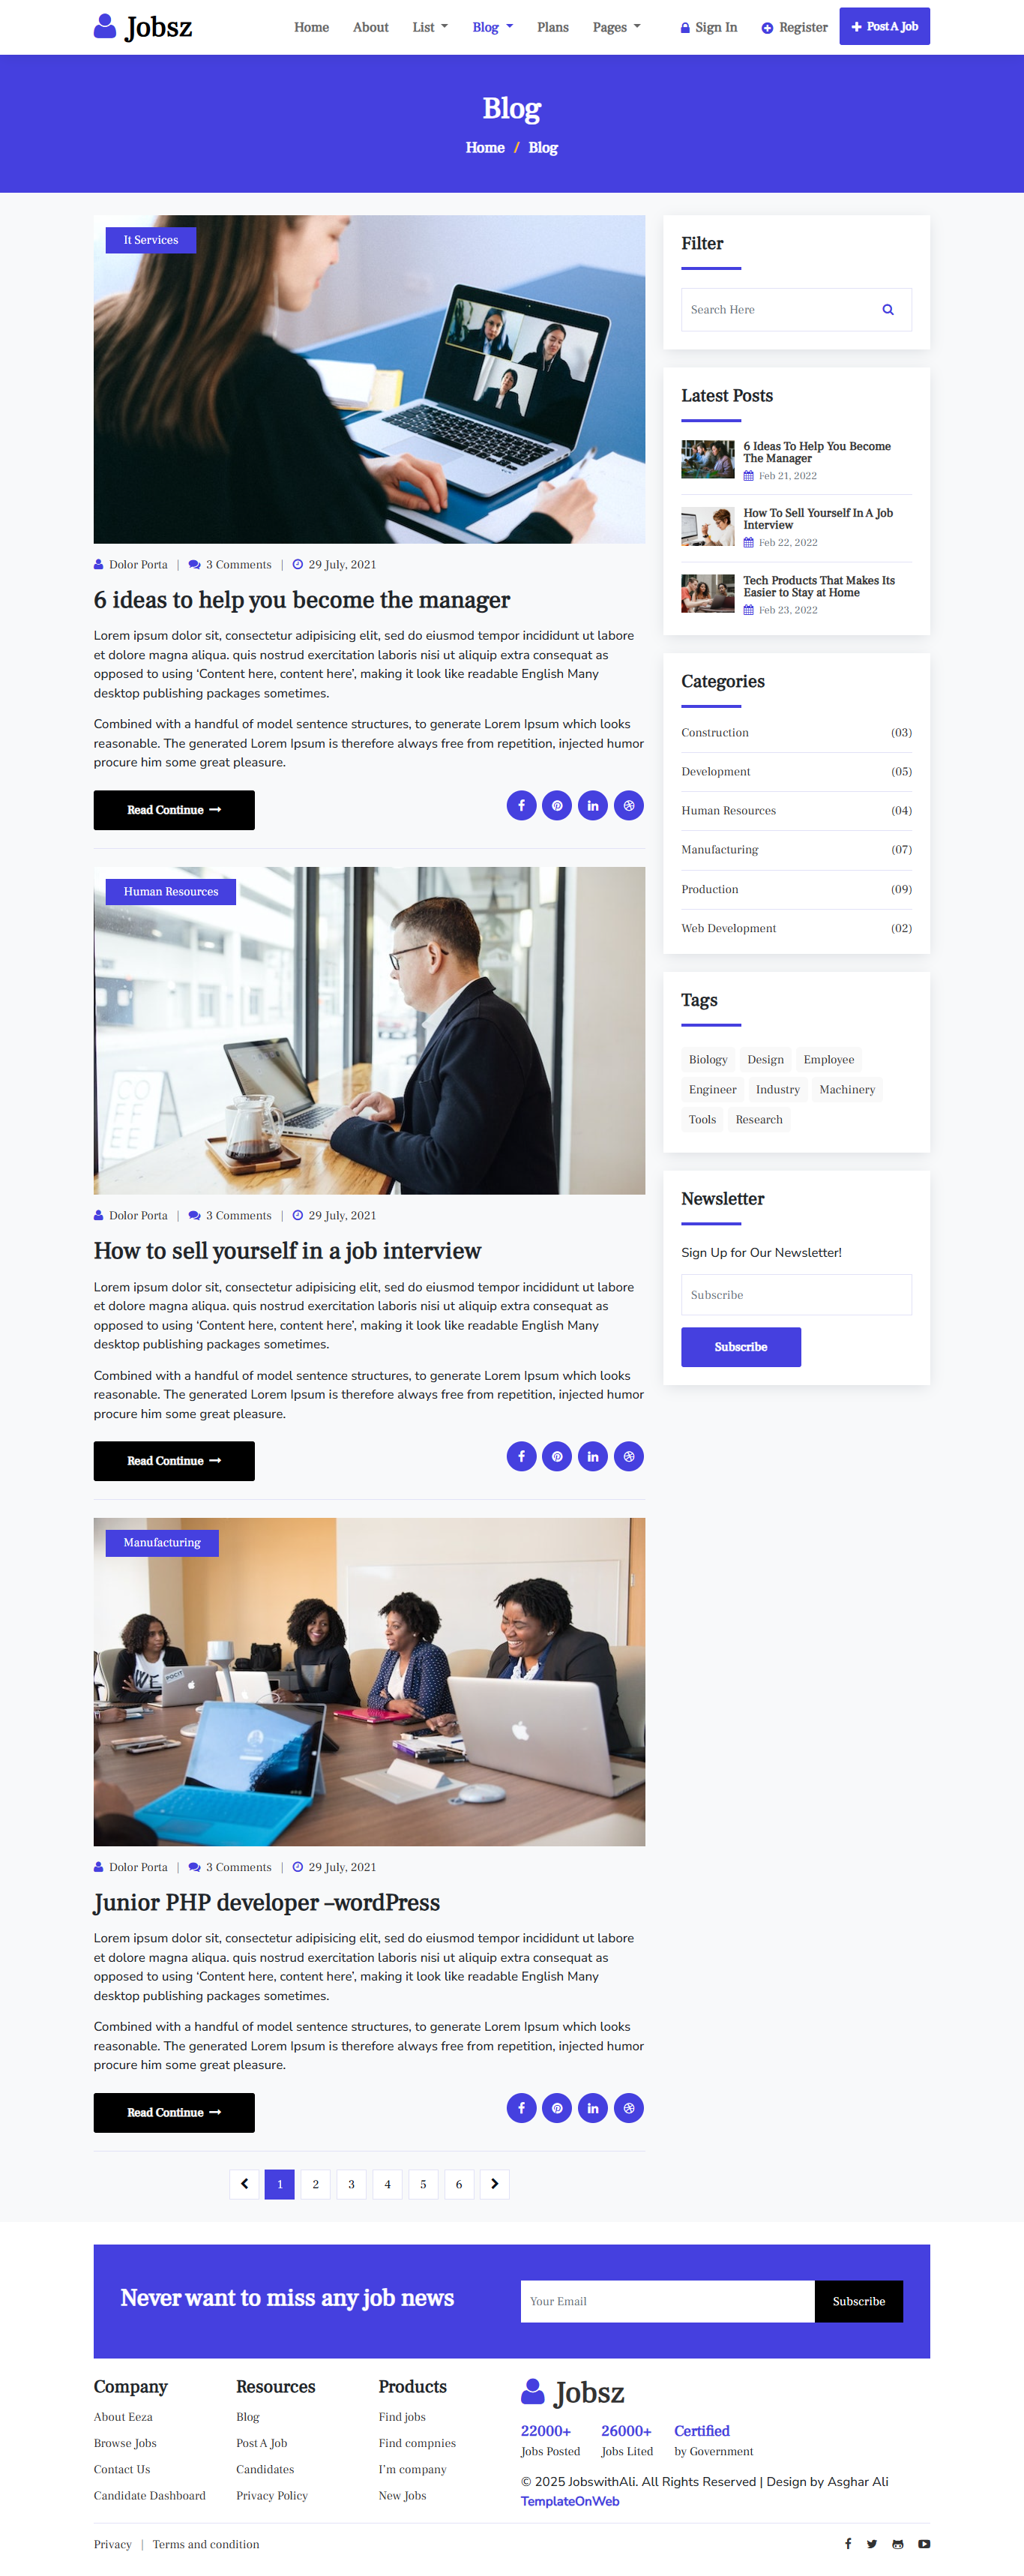 Jobsz
Home About List Blog Plans Pages Sign In Register Post A Job
Blog
Home / Blog
It Services
Dolor Porta | 3 Comments | 29 July, 2021
6 ideas to help you become the manager
Lorem ipsum dolor sit, consectetur adipisicing elit, sed do eiusmod tempor incididunt ut labore
et dolore magna aliqua. quis nostrud exercitation laboris nisi ut aliquip extra consequat as
opposed to using ‘Content here, content here’, making it look like readable English Many
desktop publishing packages sometimes.
Combined with a handful of model sentence structures, to generate Lorem Ipsum which looks
reasonable. The generated Lorem Ipsum is therefore always free from repetition, injected humor
procure him some great pleasure.
Read Continue
Human Resources
CO
EE
Dolor Porta | 3 Comments | 29 July, 2021
How to sell yourself in a job interview
Lorem ipsum dolor sit, consectetur adipisicing elit, sed do eiusmod tempor incididunt ut labore
et dolore magna aliqua. quis nostrud exercitation laboris nisi ut aliquip extra consequat as
opposed to using ‘Content here, content here’, making it look like readable English Many
desktop publishing packages sometimes.
Combined with a handful of model sentence structures, to generate Lorem Ipsum which looks
reasonable. The generated Lorem Ipsum is therefore always free from repetition, injected humor
procure him some great pleasure.
Read Continue
Manufacturing
WE
POCIT
Dolor Porta | 3 Comments | 29 July, 2021
Junior PHP developer –wordPress
Lorem ipsum dolor sit, consectetur adipisicing elit, sed do eiusmod tempor incididunt ut labore
et dolore magna aliqua. quis nostrud exercitation laboris nisi ut aliquip extra consequat as
opposed to using ‘Content here, content here’, making it look like readable English Many
desktop publishing packages sometimes.
Combined with a handful of model sentence structures, to generate Lorem Ipsum which looks
reasonable. The generated Lorem Ipsum is therefore always free from repetition, injected humor
procure him some great pleasure.
Read Continue
1 2 3 4 5 6
Filter
Search Here
Latest Posts
6 Ideas To Help You Become
The Manager
Feb 21, 2022
How To Sell Yourself In A Job
Interview
Feb 22, 2022
Tech Products That Makes Its
Easier to Stay at Home
Feb 23, 2022
Categories
Construction (03)
Development (05)
Human Resources (04)
Manufacturing (07)
Production (09)
Web Development (02)
Tags
Biology Design Employee
Engineer Industry Machinery
Tools Research
Newsletter
Sign Up for Our Newsletter!
Subscribe
Subscribe
Never want to miss any job news
Your Email Subscribe
Company
About Eeza
Browse Jobs
Contact Us
Candidate Dashboard
Resources
Blog
Post A Job
Candidates
Privacy Policy
Products
Find jobs
Find compnies
I'm company
New Jobs
Jobsz
22000+ 26000+ Certified
Jobs Posted Jobs Lited by Government
© 2025 JobswithAli. All Rights Reserved | Design by Asghar Ali
TemplateOnWeb
Privacy | Terms and condition